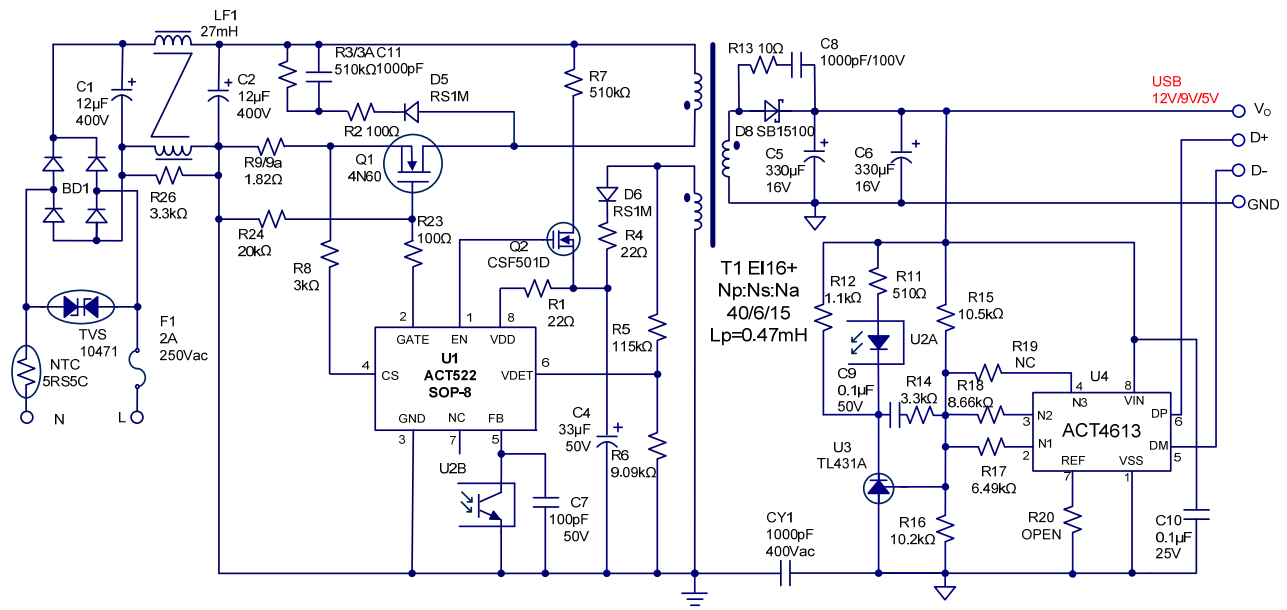 LF1
27mH
C1
12µF
400V
C2
12µF
400V
R3/3A
510kΩ
C11
1000pF
D5
RS1M
R2 100Ω
R7
510kΩ
R13 10Ω
C8
1000pF/100V
D8 SB15100
USB
12V/9V/5V
VO
D+
D-
GND
C5
330µF
16V
C6
330µF
16V
BD1
R26
3.3kΩ
R9/9a
1.82Ω
Q1
4N60
R24
20kΩ
R23
100Ω
R8
3kΩ
Q2
CSF501D
D6
RS1M
R4
22Ω
R1
22Ω
R5
115kΩ
T1 EI16+
Np:Ns:Na
40/6/15
Lp=0.47mH
TVS
10471
F1
2A
250Vac
NTC
5RS5C
N
L
2
1
8
GATE
EN
VDD
U1
ACT522
SOP-8
4
CS
VDET
6
GND
NC
FB
3
7
5
U2B
C7
100pF
50V
C4
33µF
50V
R6
9.09kΩ
CY1
1000pF
400Vac
R12
1.1kΩ
R11
510Ω
U2A
R15
10.5kΩ
C9
0.1µF
50V
R14
3.3kΩ
R19
NC
R18
8.66kΩ
R17
6.49kΩ
U3
TL431A
R16
10.2kΩ
U4
ACT4613
4
N3
8
VIN
3
N2
DP
6
2
N1
DM
5
REF
7
VSS
1
R20
OPEN
C10
0.1µF
25V